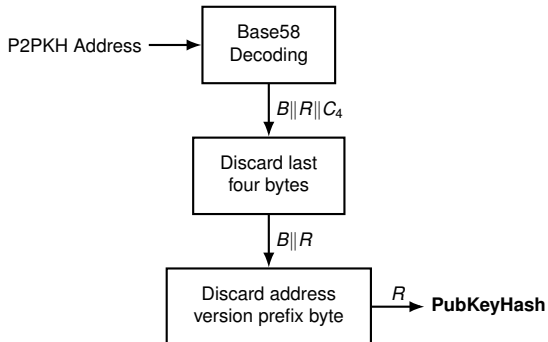 P2PKH Address
Base58
Decoding
B∥R∥C₄
Discard last
four bytes
B∥R
Discard address
version prefix byte
R
PubKeyHash